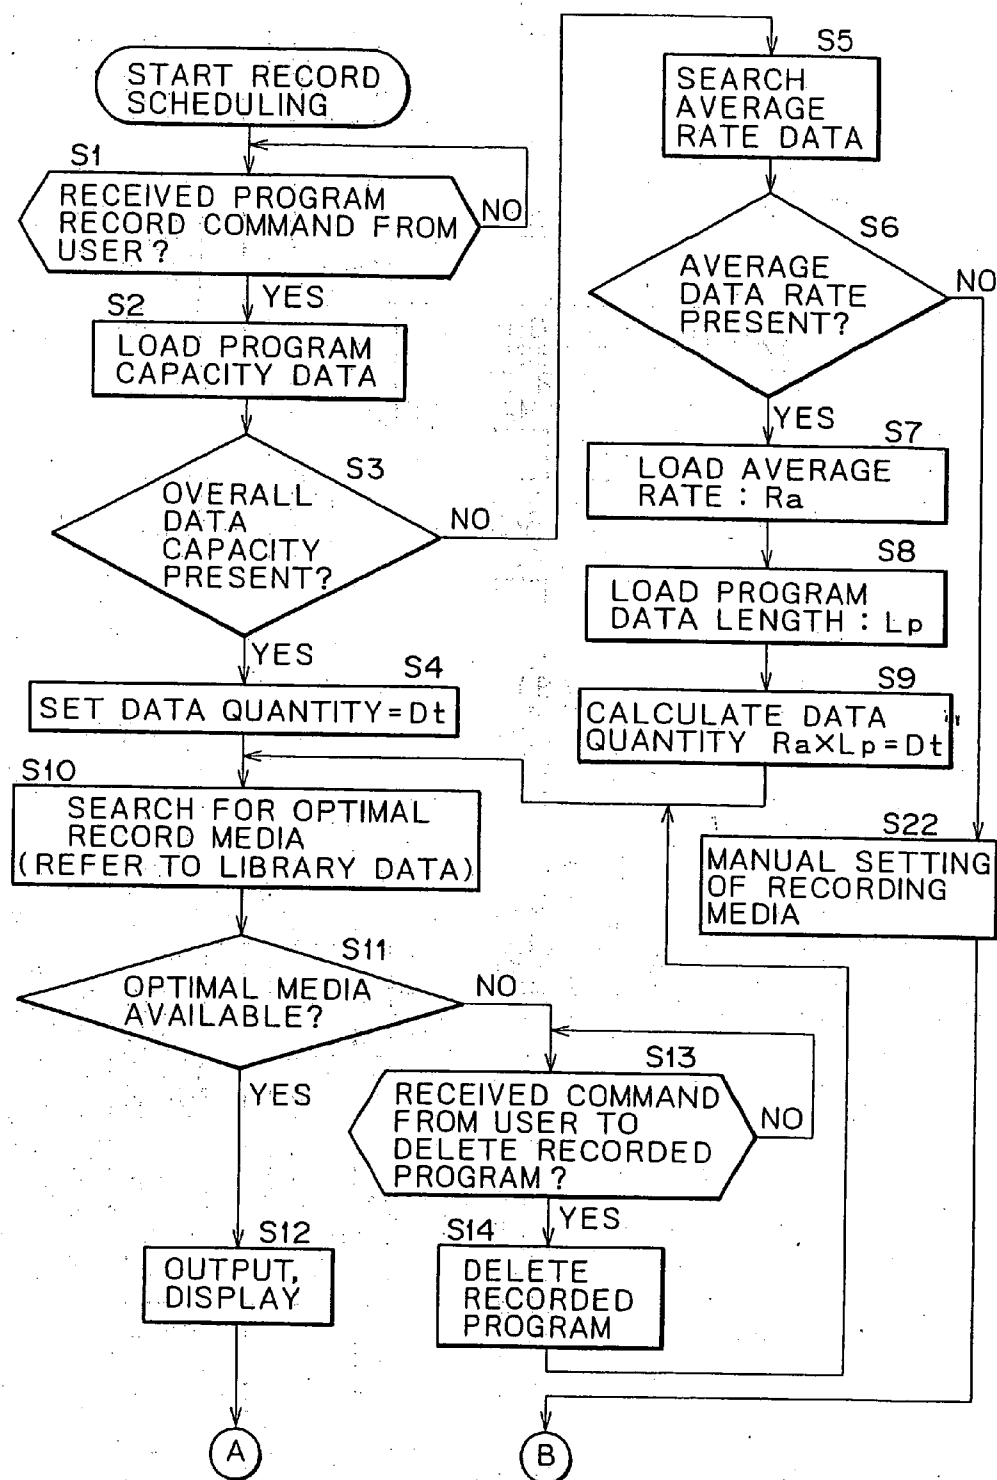 START RECORD
SCHEDULING
S1
RECEIVED PROGRAM
RECORD COMMAND FROM
USER?
NO
YES
S2
LOAD PROGRAM
CAPACITY DATA
S3
OVERALL
DATA
CAPACITY
PRESENT?
NO
YES
S4
SET DATA QUANTITY=Dt
S5
SEARCH
AVERAGE
RATE DATA
S6
AVERAGE
DATA RATE
PRESENT?
NO
YES
S7
LOAD AVERAGE
RATE : Ra
S8
LOAD PROGRAM
DATA LENGTH : Lp
S9
CALCULATE DATA
QUANTITY Ra×Lp=Dt
S10
SEARCH FOR OPTIMAL
RECORD MEDIA
(REFER TO LIBRARY DATA)
S22
MANUAL SETTING
OF RECORDING
MEDIA
S11
OPTIMAL MEDIA
AVAILABLE?
NO
YES
S13
RECEIVED COMMAND
FROM USER TO
DELETE RECORDED
PROGRAM?
NO
YES
S12
OUTPUT,
DISPLAY
S14
DELETE
RECORDED
PROGRAM
A
B